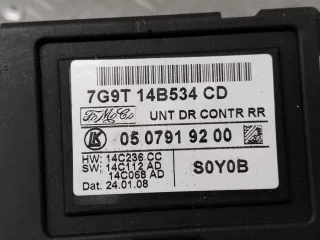 7G9T 14B534 CD
FoMoCo
UNT DR CONTR RR
LK
05 0791 92 00
HW: 14C236 CC
SW: 14C112 AD
14C068 AD
S0Y0B
Dat. 24.01.08